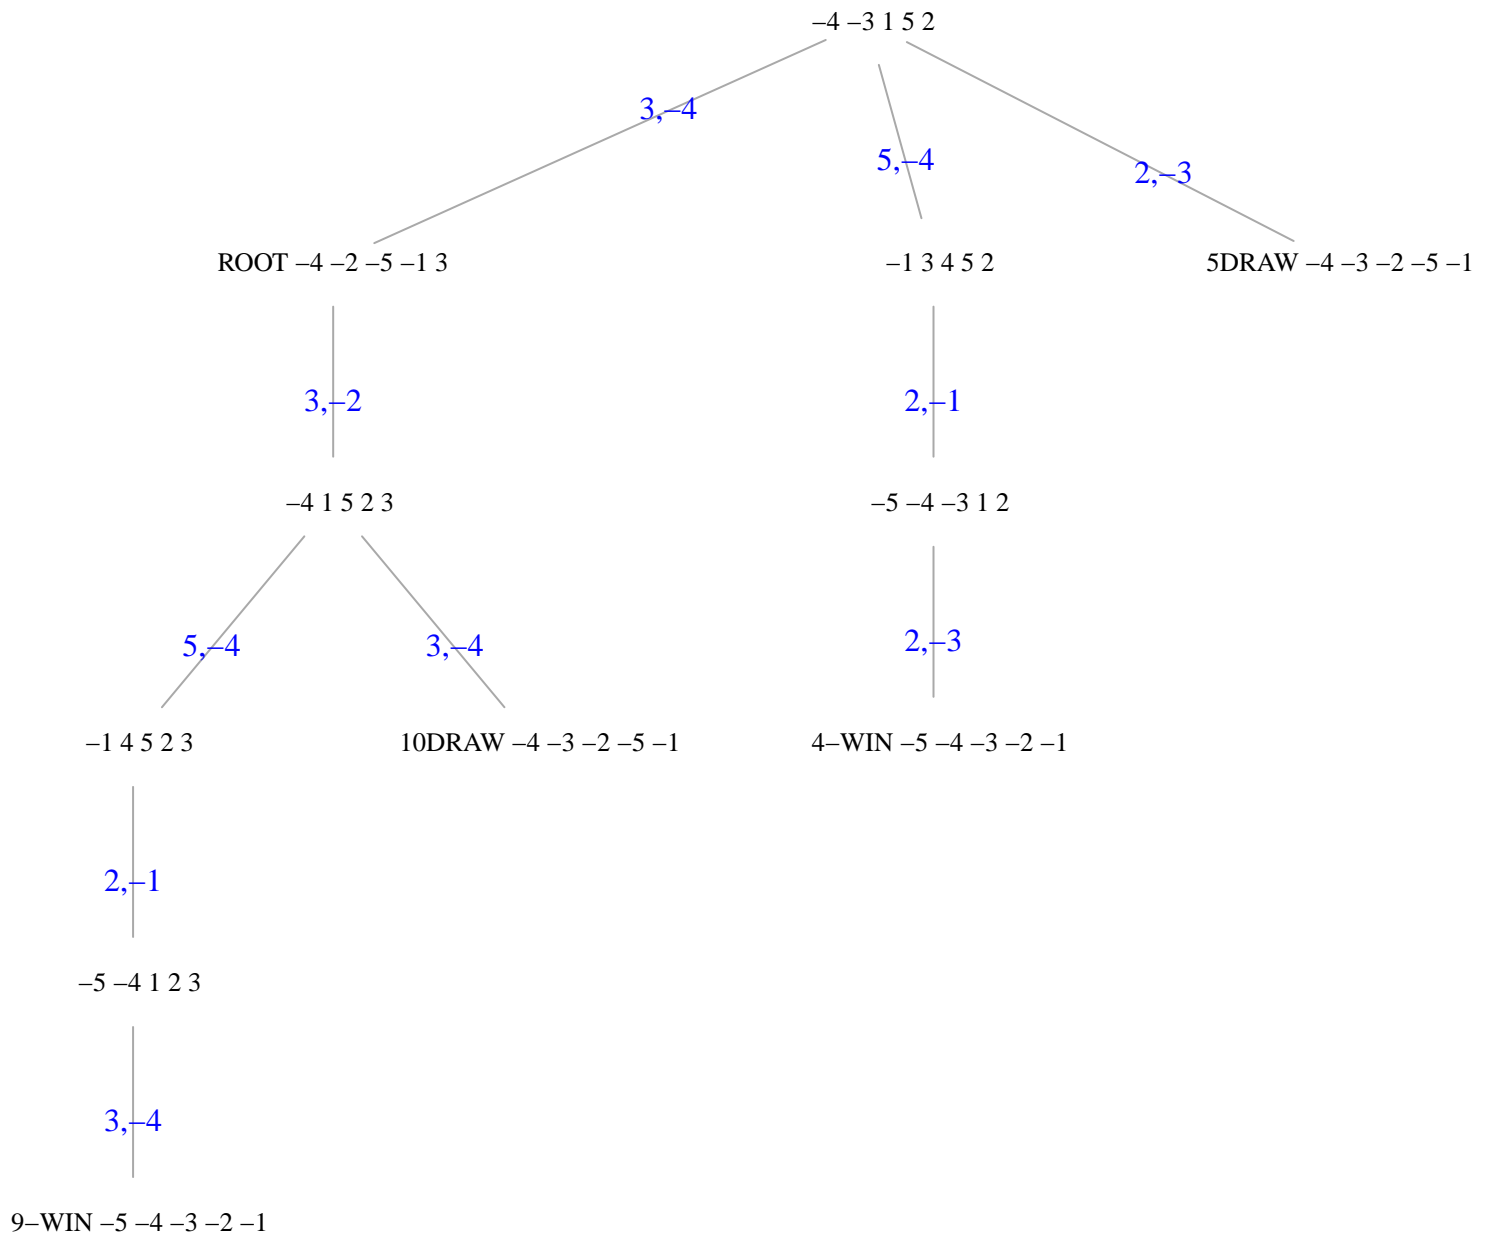 –4 –3 1 5 2
3,–4
5,–4
2,–3
ROOT –4 –2 –5 –1 3
–1 3 4 5 2
5DRAW –4 –3 –2 –5 –1
3,–2
2,–1
–4 1 5 2 3
–5 –4 –3 1 2
5,–4
3,–4
2,–3
–1 4 5 2 3
10DRAW –4 –3 –2 –5 –1
4–WIN –5 –4 –3 –2 –1
2,–1
–5 –4 1 2 3
3,–4
9–WIN –5 –4 –3 –2 –1